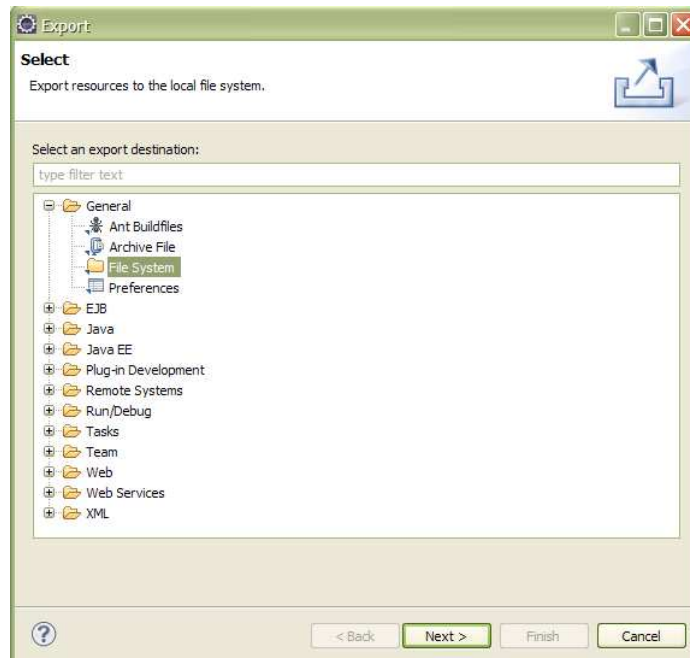 Export
Select
Export resources to the local file system.
Select an export destination:
type filter text
General
Ant Buildfiles
Archive File
File System
Preferences
EJB
Java
Java EE
Plug-in Development
Remote Systems
Run/Debug
Tasks
Team
Web
Web Services
XML
? < Back Next > Finish Cancel